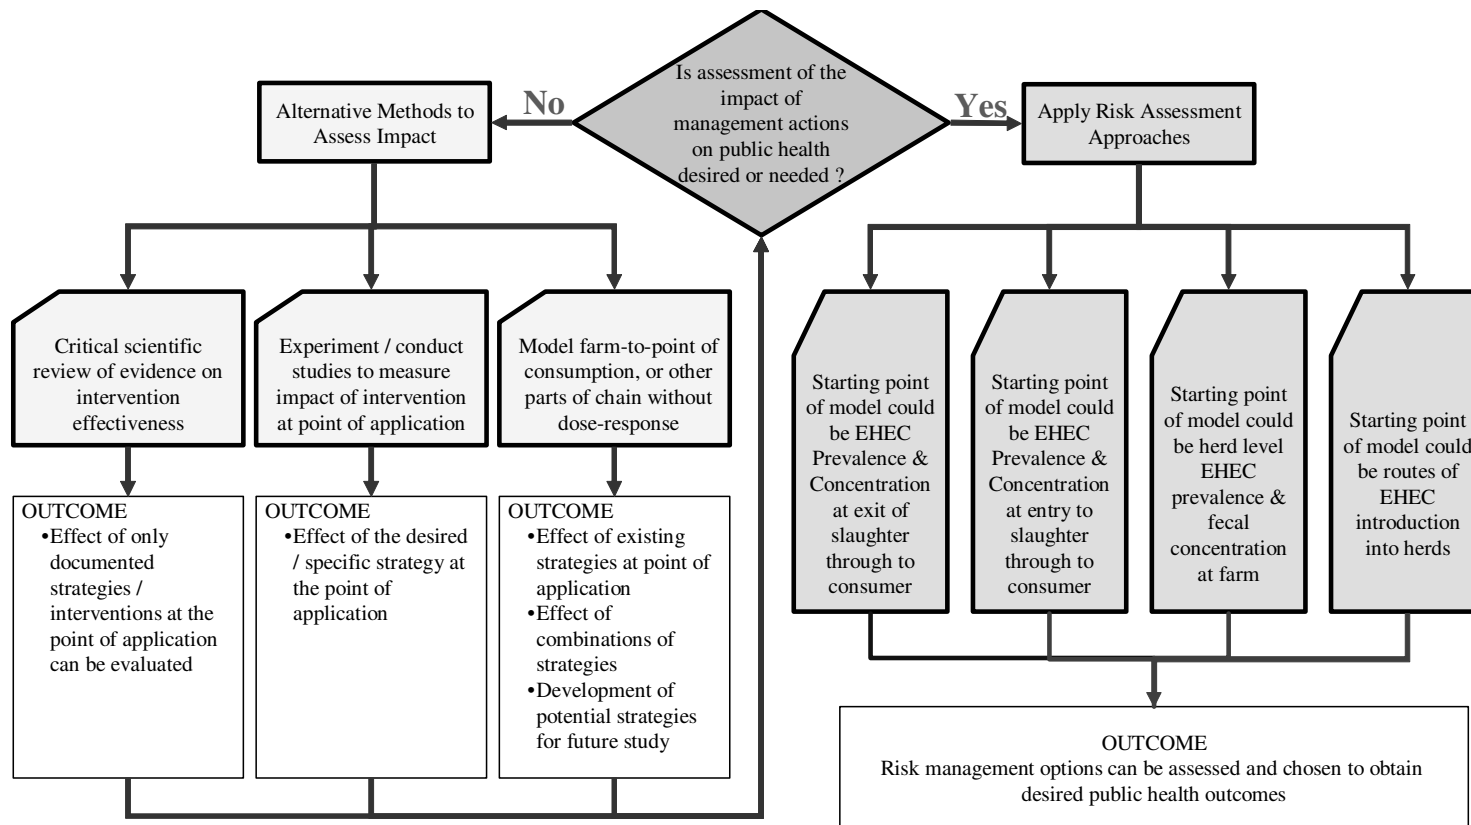 Is assessment of the
impact of
management actions
on public health
desired or needed ?
No
Yes
Alternative Methods to
Assess Impact
Apply Risk Assessment
Approaches
Critical scientific
review of evidence on
intervention
effectiveness
Experiment / conduct
studies to measure
impact of intervention
at point of application
Model farm-to-point of
consumption, or other
parts of chain without
dose-response
Starting point
of model could
be EHEC
Prevalence &
Concentration
at exit of
slaughter
through to
consumer
Starting point
of model could
be EHEC
Prevalence &
Concentration
at entry to
slaughter
through to
consumer
Starting point
of model could
be herd level
EHEC
prevalence &
fecal
concentration
at farm
Starting point
of model could
be routes of
EHEC
introduction
into herds
OUTCOME
•Effect of only
documented
strategies /
interventions at the
point of application
can be evaluated
OUTCOME
•Effect of the desired
/ specific strategy at
the point of
application
OUTCOME
•Effect of existing
strategies at point of
application
•Effect of
combinations of
strategies
•Development of
potential strategies
for future study
OUTCOME
Risk management options can be assessed and chosen to obtain
desired public health outcomes